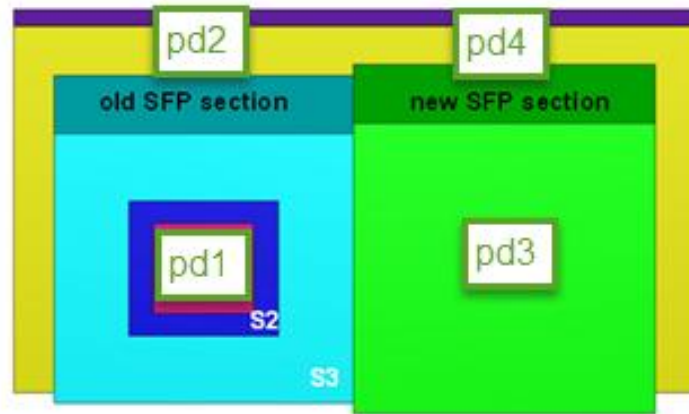 pd2
pd4
old SFP section
new SFP section
pd1
pd3
S2
S3